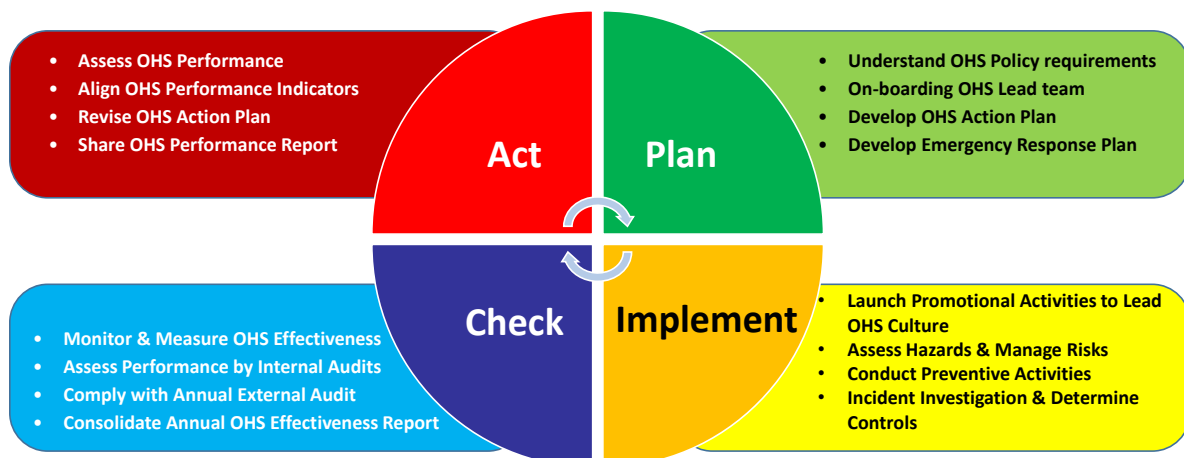 • Assess OHS Performance
• Align OHS Performance Indicators
• Revise OHS Action Plan
• Share OHS Performance Report
Act
Plan
• Understand OHS Policy requirements
• On-boarding OHS Lead team
• Develop OHS Action Plan
• Develop Emergency Response Plan
• Monitor & Measure OHS Effectiveness
• Assess Performance by Internal Audits
• Comply with Annual External Audit
• Consolidate Annual OHS Effectiveness Report
Check
Implement
• Launch Promotional Activities to Lead
OHS Culture
• Assess Hazards & Manage Risks
• Conduct Preventive Activities
• Incident Investigation & Determine
Controls